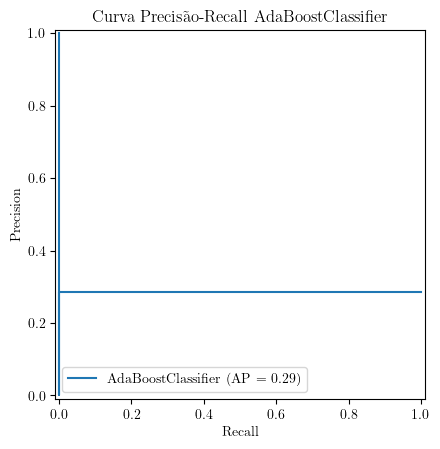 Curva Precisão-Recall AdaBoostClassifier
1.0
0.8
0.6
0.4
0.2
0.0
Precision
AdaBoostClassifier (AP = 0.29)
0.0 0.2 0.4 0.6 0.8 1.0
Recall